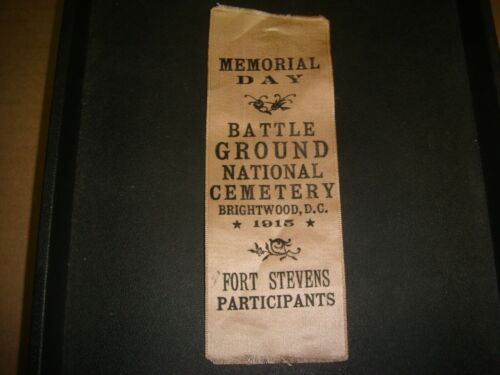 MEMORIAL
DAY
BATTLE
GROUND
NATIONAL
CEMETERY
BRIGHTWOOD, D.C.
★ 1915 ★
FORT STEVENS
PARTICIPANTS